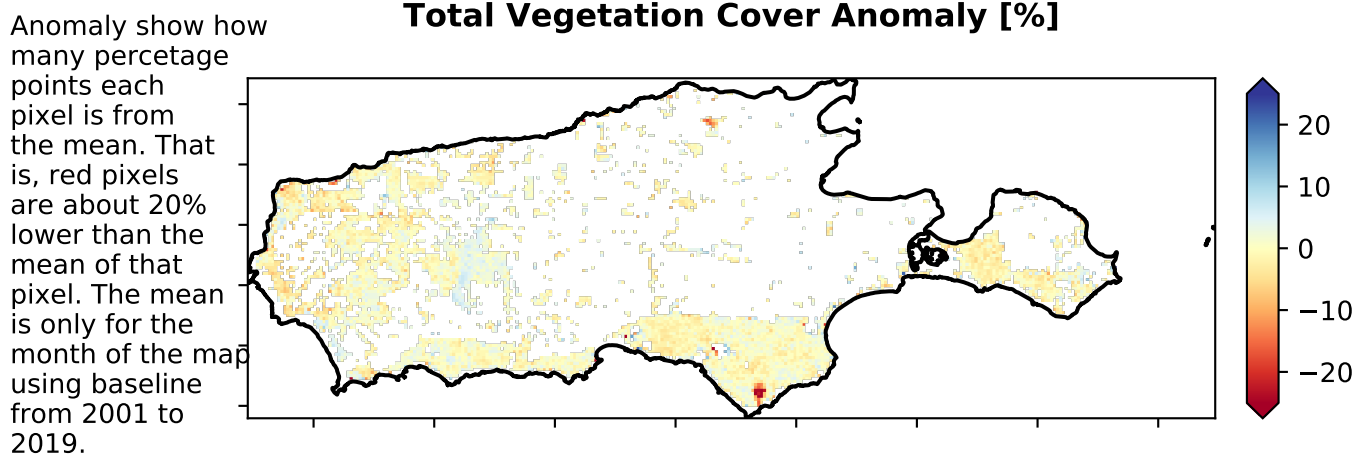 Total Vegetation Cover Anomaly [%]
Anomaly show how
many percetage
points each
pixel is from
the mean. That
is, red pixels
are about 20%
lower than the
mean of that
pixel. The mean
is only for the
month of the map
using baseline
from 2001 to
2019.
20
10
0
−10
−20